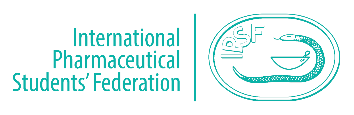 International
Pharmaceutical
Students' Federation
IPSF